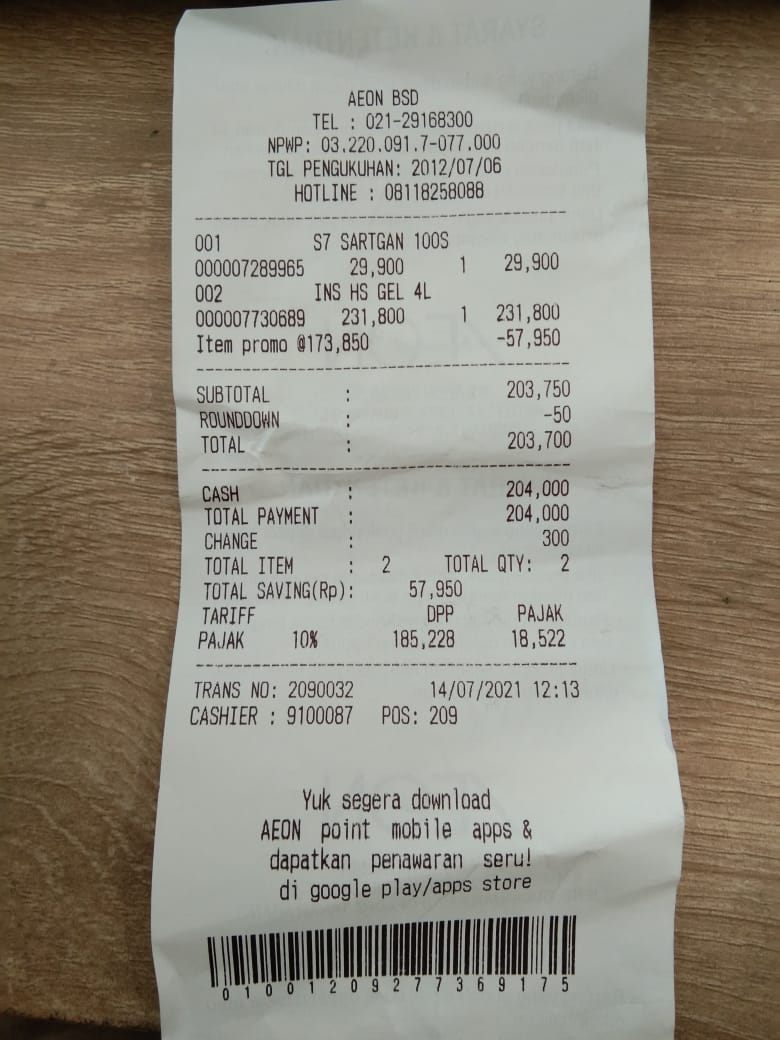 AEON BSD
TEL : 021-29168300
NPWP: 03.220.091.7-077.000
TGL PENGUKUHAN: 2012/07/06
HOTLINE : 08118258088
001 S7 SARTGAN 100S
000007289965 29,900 1 29,900
002 INS HS GEL 4L
000007730689 231,800 1 231,800
Item promo @173,850 -57,950
SUBTOTAL : 203,750
ROUNDDOWN : -50
TOTAL : 203,700
CASH : 204,000
TOTAL PAYMENT : 204,000
CHANGE : 300
TOTAL ITEM : 2 TOTAL QTY: 2
TOTAL SAVING(Rp): 57,950
TARIFF DPP PAJAK
PAJAK 10% 185,228 18,522
TRANS NO: 2090032 14/07/2021 12:13
CASHIER : 9100087 POS: 209
Yuk segera download
AEON point mobile apps &
dapatkan penawaran seru!
di google play/apps store
01001209277369175